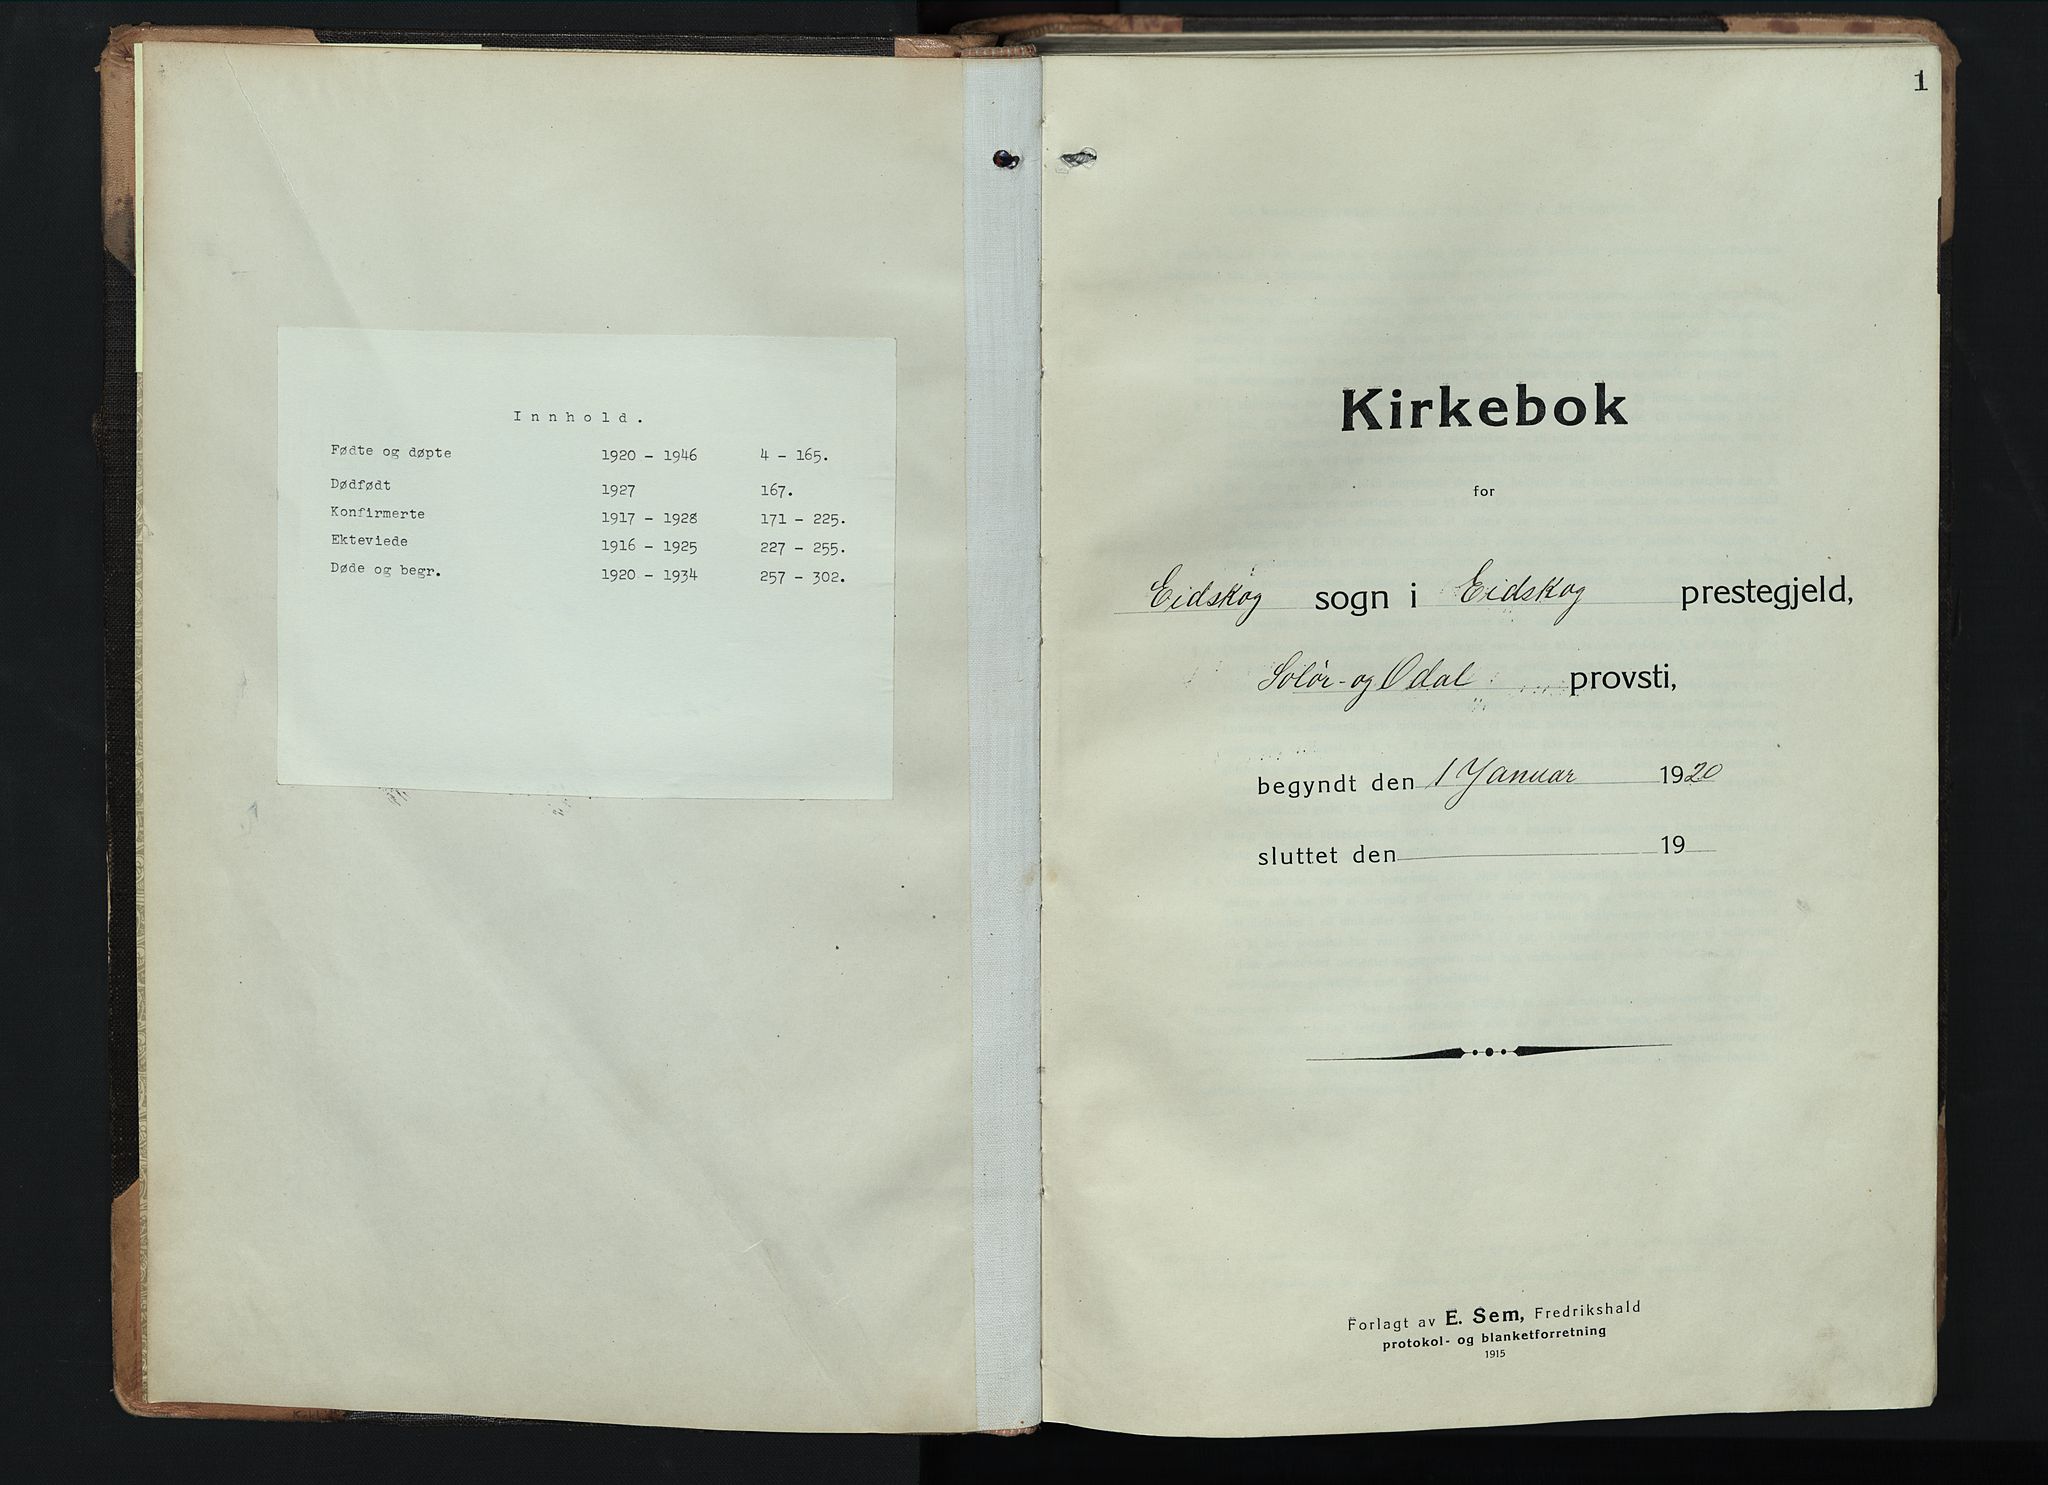 Innhold.
Fødte og døpte 1920 - 1946 4 - 165.
Dødfødt 1927 167.
Konfirmerte 1917 - 1928 171 - 225.
Ekteviede 1916 - 1925 227 - 255.
Døde og begr. 1920 - 1934 257 - 302.
1
Kirkebok
for
Eidskog sogn i Eidskog prestegjeld,
Solør- og Odal provsti,
begyndt den 1 Januar 1920
sluttet den 19
Forlagt av E. Sem, Fredrikshald
protokol- og blanketforretning
1915